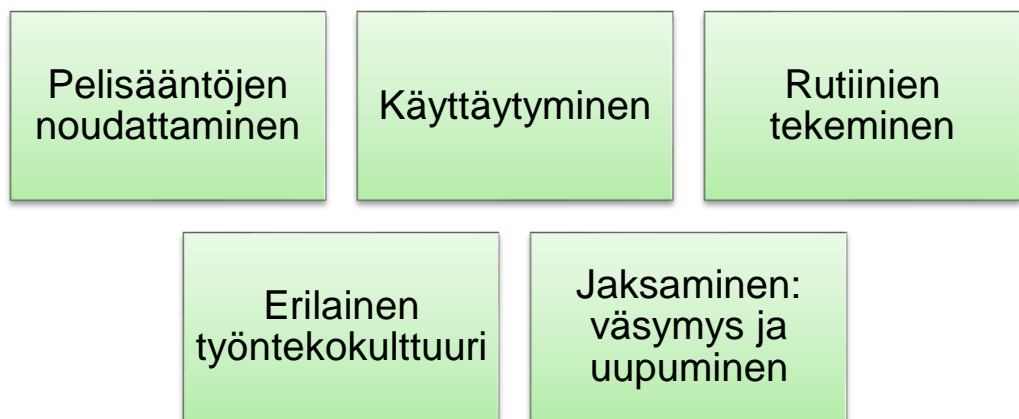 Pelisääntöjen
noudattaminen
Käyttäytyminen
Rutiinien
tekeminen
Erilainen
työntekokulttuuri
Jaksaminen:
väsymys ja
uupuminen